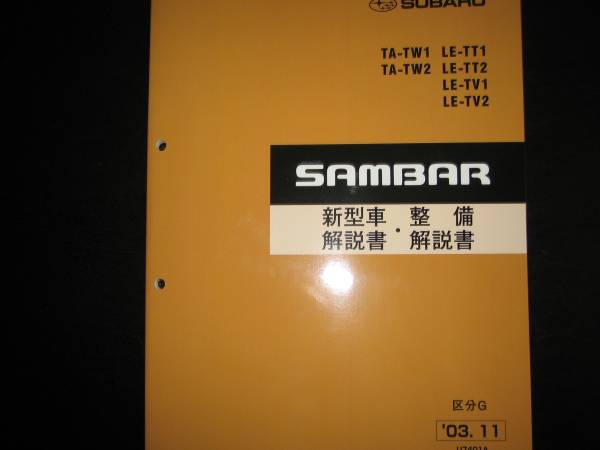 SUBARU
TA-TW1 LE-TT1
TA-TW2 LE-TT2
LE-TV1
LE-TV2
SAMBAR
新型車・整備
解説書 解説書
区分G
'03.11